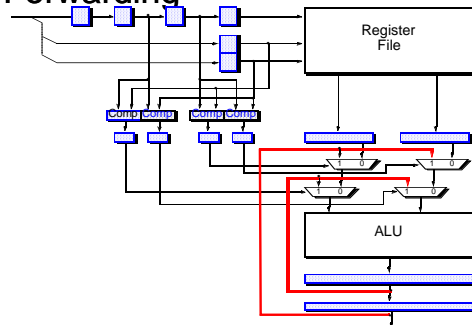 Forwarding
Register
File
Comp Comp Comp Comp
1 0 1 0
1 0 1 0
ALU